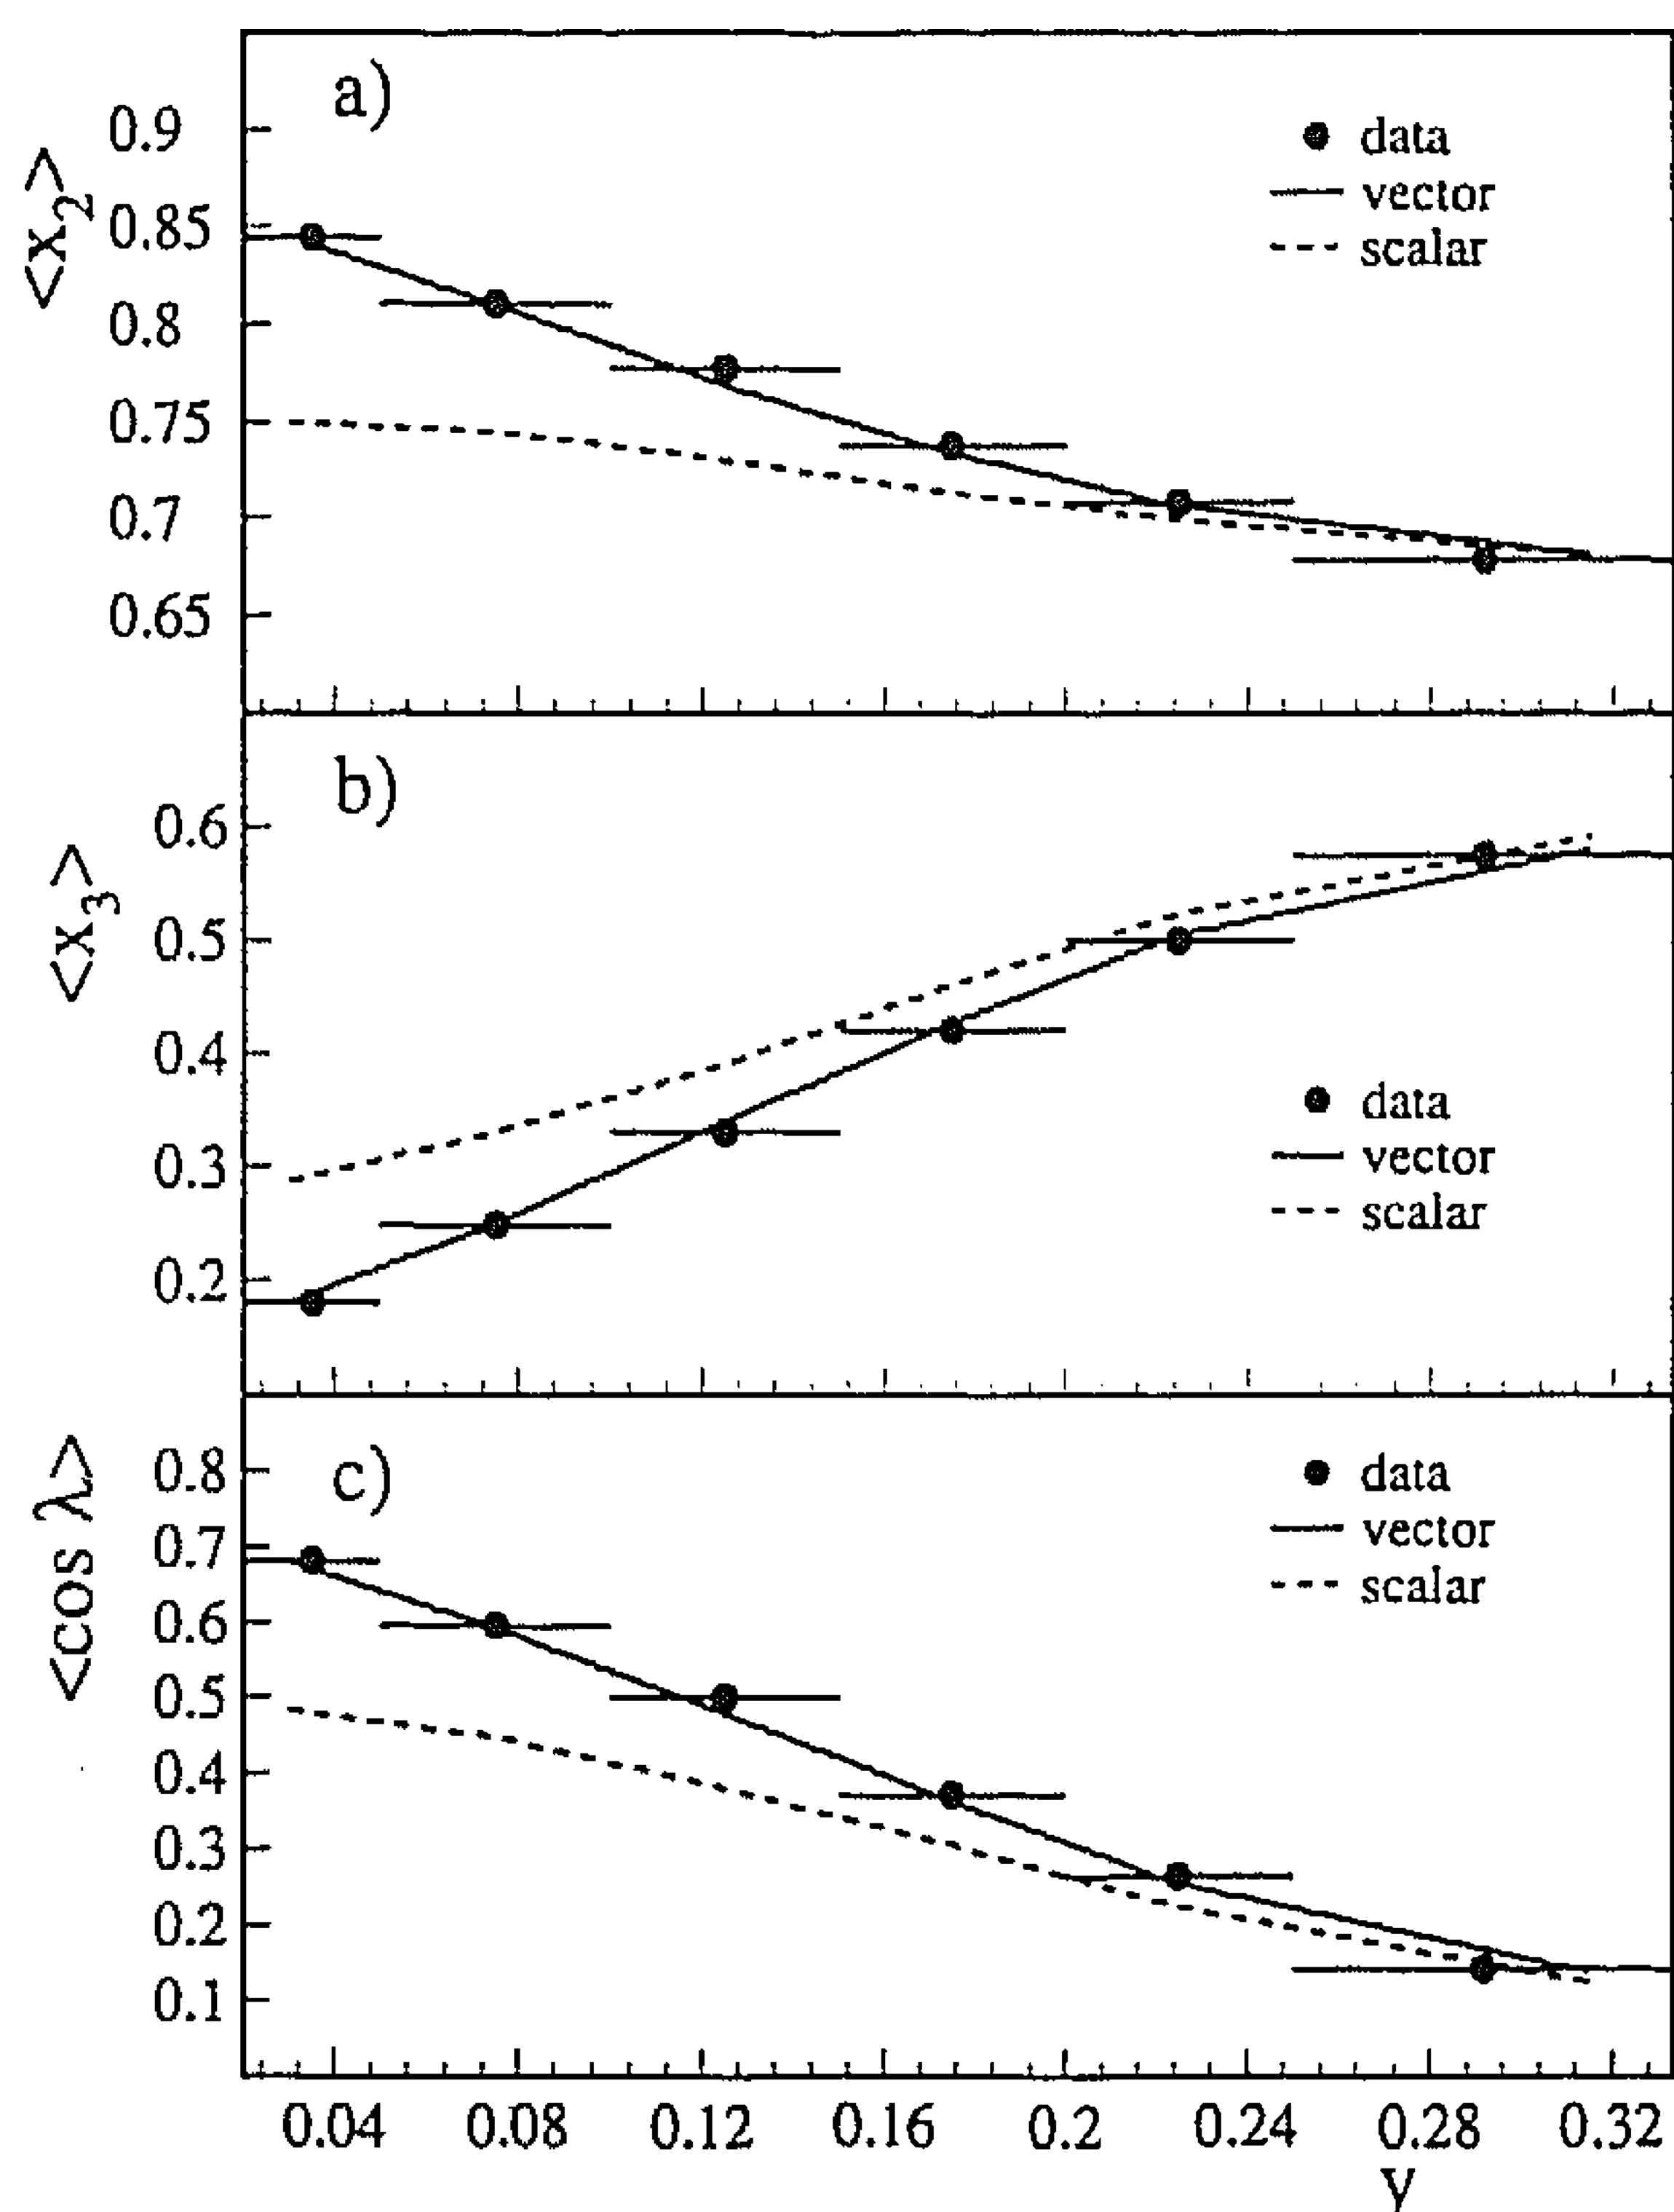 a)
<x2>
0.9
0.85
0.8
0.75
0.7
0.65
data
vector
scalar
b)
<x3>
0.6
0.5
0.4
0.3
0.2
data
vector
scalar
c)
<cos λ>
0.8
0.7
0.6
0.5
0.4
0.3
0.2
0.1
data
vector
scalar
0.04 0.08 0.12 0.16 0.2 0.24 0.28 0.32
y